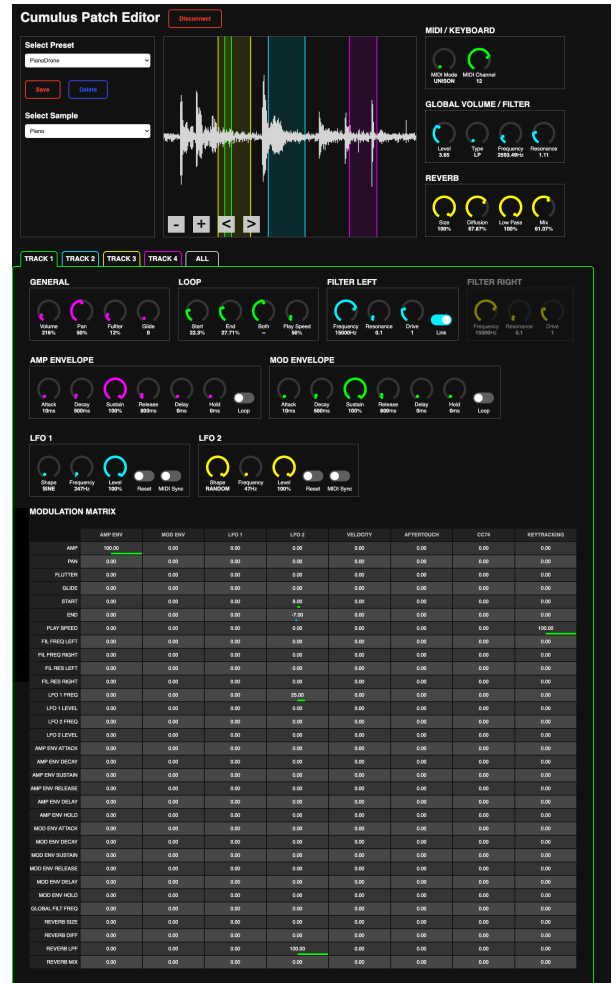 Cumulus Patch Editor
Disconnect
Select Preset
PianoDrone
Save Delete
Select Sample
Piano
- + < >
MIDI / KEYBOARD
MIDI Mode MIDI Channel
UNISON 12
GLOBAL VOLUME / FILTER
Level Type Frequency Resonance
3.65 LP 2593.49Hz 1.11
REVERB
Size Diffusion Low Pass Mix
100% 67.87% 100% 61.07%
TRACK 1 TRACK 2 TRACK 3 TRACK 4 ALL
GENERAL
Volume Pan Flutter Glide
216% 50% 12% 0
LOOP
Start End Both Play Speed
22.3% 27.71% -- 50%
FILTER LEFT
Frequency Resonance Drive Link
15000Hz 0.1 1
FILTER RIGHT
Frequency Resonance Drive
15000Hz 0.1 1
AMP ENVELOPE
Attack Decay Sustain Release Delay Hold Loop
10ms 500ms 100% 800ms 0ms 0ms
MOD ENVELOPE
Attack Decay Sustain Release Delay Hold Loop
10ms 500ms 100% 800ms 0ms 0ms
LFO 1
Shape Frequency Level Reset MIDI Sync
SINE 247Hz 100%
LFO 2
Shape Frequency Level Reset MIDI Sync
RANDOM 47Hz 100%
MODULATION MATRIX
AMP ENV MOD ENV LFO 1 LFO 2 VELOCITY AFTERTOUCH CC74 KEYTRACKING
AMP 100.00 0.00 0.00 0.00 0.00 0.00 0.00 0.00
PAN 0.00 0.00 0.00 0.00 0.00 0.00 0.00 0.00
FLUTTER 0.00 0.00 0.00 0.00 0.00 0.00 0.00 0.00
GLIDE 0.00 0.00 0.00 0.00 0.00 0.00 0.00 0.00
START 0.00 0.00 0.00 9.00 0.00 0.00 0.00 0.00
END 0.00 0.00 0.00 -7.00 0.00 0.00 0.00 0.00
PLAY SPEED 0.00 0.00 0.00 0.00 0.00 0.00 0.00 100.00
FIL FREQ LEFT 0.00 0.00 0.00 0.00 0.00 0.00 0.00 0.00
FIL FREQ RIGHT 0.00 0.00 0.00 0.00 0.00 0.00 0.00 0.00
FIL RES LEFT 0.00 0.00 0.00 0.00 0.00 0.00 0.00 0.00
FIL RES RIGHT 0.00 0.00 0.00 0.00 0.00 0.00 0.00 0.00
LFO 1 FREQ 0.00 0.00 0.00 25.00 0.00 0.00 0.00 0.00
LFO 1 LEVEL 0.00 0.00 0.00 0.00 0.00 0.00 0.00 0.00
LFO 2 FREQ 0.00 0.00 0.00 0.00 0.00 0.00 0.00 0.00
LFO 2 LEVEL 0.00 0.00 0.00 0.00 0.00 0.00 0.00 0.00
AMP ENV ATTACK 0.00 0.00 0.00 0.00 0.00 0.00 0.00 0.00
AMP ENV DECAY 0.00 0.00 0.00 0.00 0.00 0.00 0.00 0.00
AMP ENV SUSTAIN 0.00 0.00 0.00 0.00 0.00 0.00 0.00 0.00
AMP ENV RELEASE 0.00 0.00 0.00 0.00 0.00 0.00 0.00 0.00
AMP ENV DELAY 0.00 0.00 0.00 0.00 0.00 0.00 0.00 0.00
AMP ENV HOLD 0.00 0.00 0.00 0.00 0.00 0.00 0.00 0.00
MOD ENV ATTACK 0.00 0.00 0.00 0.00 0.00 0.00 0.00 0.00
MOD ENV DECAY 0.00 0.00 0.00 0.00 0.00 0.00 0.00 0.00
MOD ENV SUSTAIN 0.00 0.00 0.00 0.00 0.00 0.00 0.00 0.00
MOD ENV RELEASE 0.00 0.00 0.00 0.00 0.00 0.00 0.00 0.00
MOD ENV DELAY 0.00 0.00 0.00 0.00 0.00 0.00 0.00 0.00
MOD ENV HOLD 0.00 0.00 0.00 0.00 0.00 0.00 0.00 0.00
GLOBAL FILT FREQ 0.00 0.00 0.00 0.00 0.00 0.00 0.00 0.00
REVERB SIZE 0.00 0.00 0.00 0.00 0.00 0.00 0.00 0.00
REVERB DIFF 0.00 0.00 0.00 0.00 0.00 0.00 0.00 0.00
REVERB LPF 0.00 0.00 0.00 100.00 0.00 0.00 0.00 0.00
REVERB MIX 0.00 0.00 0.00 0.00 0.00 0.00 0.00 0.00